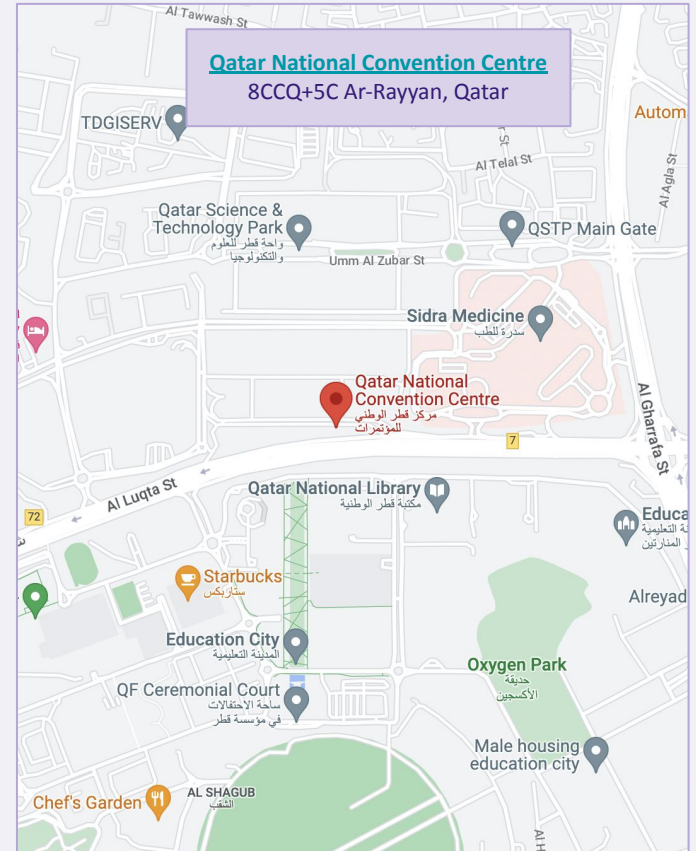 Al Tawwash St
Qatar National Convention Centre
8CCQ+5C Ar-Rayyan, Qatar
TDGISERV
Autom
r St
Al Telal St
Al Agla St
Qatar Science &
Technology Park
واحة قطر للعلوم
والتكنولوجيا
QSTP Main Gate
Umm Al Zubar St
Sidra Medicine
سدرة للطب
Qatar National
Convention Centre
مركز قطر الوطني
للمؤتمرات
Al Gharrafa St
7
Al Luqta St
72
Qatar National Library
مكتبة قطر الوطنية
Educa
ة التعليمية
المنارتين
Starbucks
ستاربكس
Alreyad
Education City
المدينة التعليمية
Oxygen Park
حديقة
الأكسجين
QF Ceremonial Court
ساحة الاحتفالات
في مؤسسة قطر
Male housing
education city
AL SHAGUB
الشقب
Chef's Garden
Al H